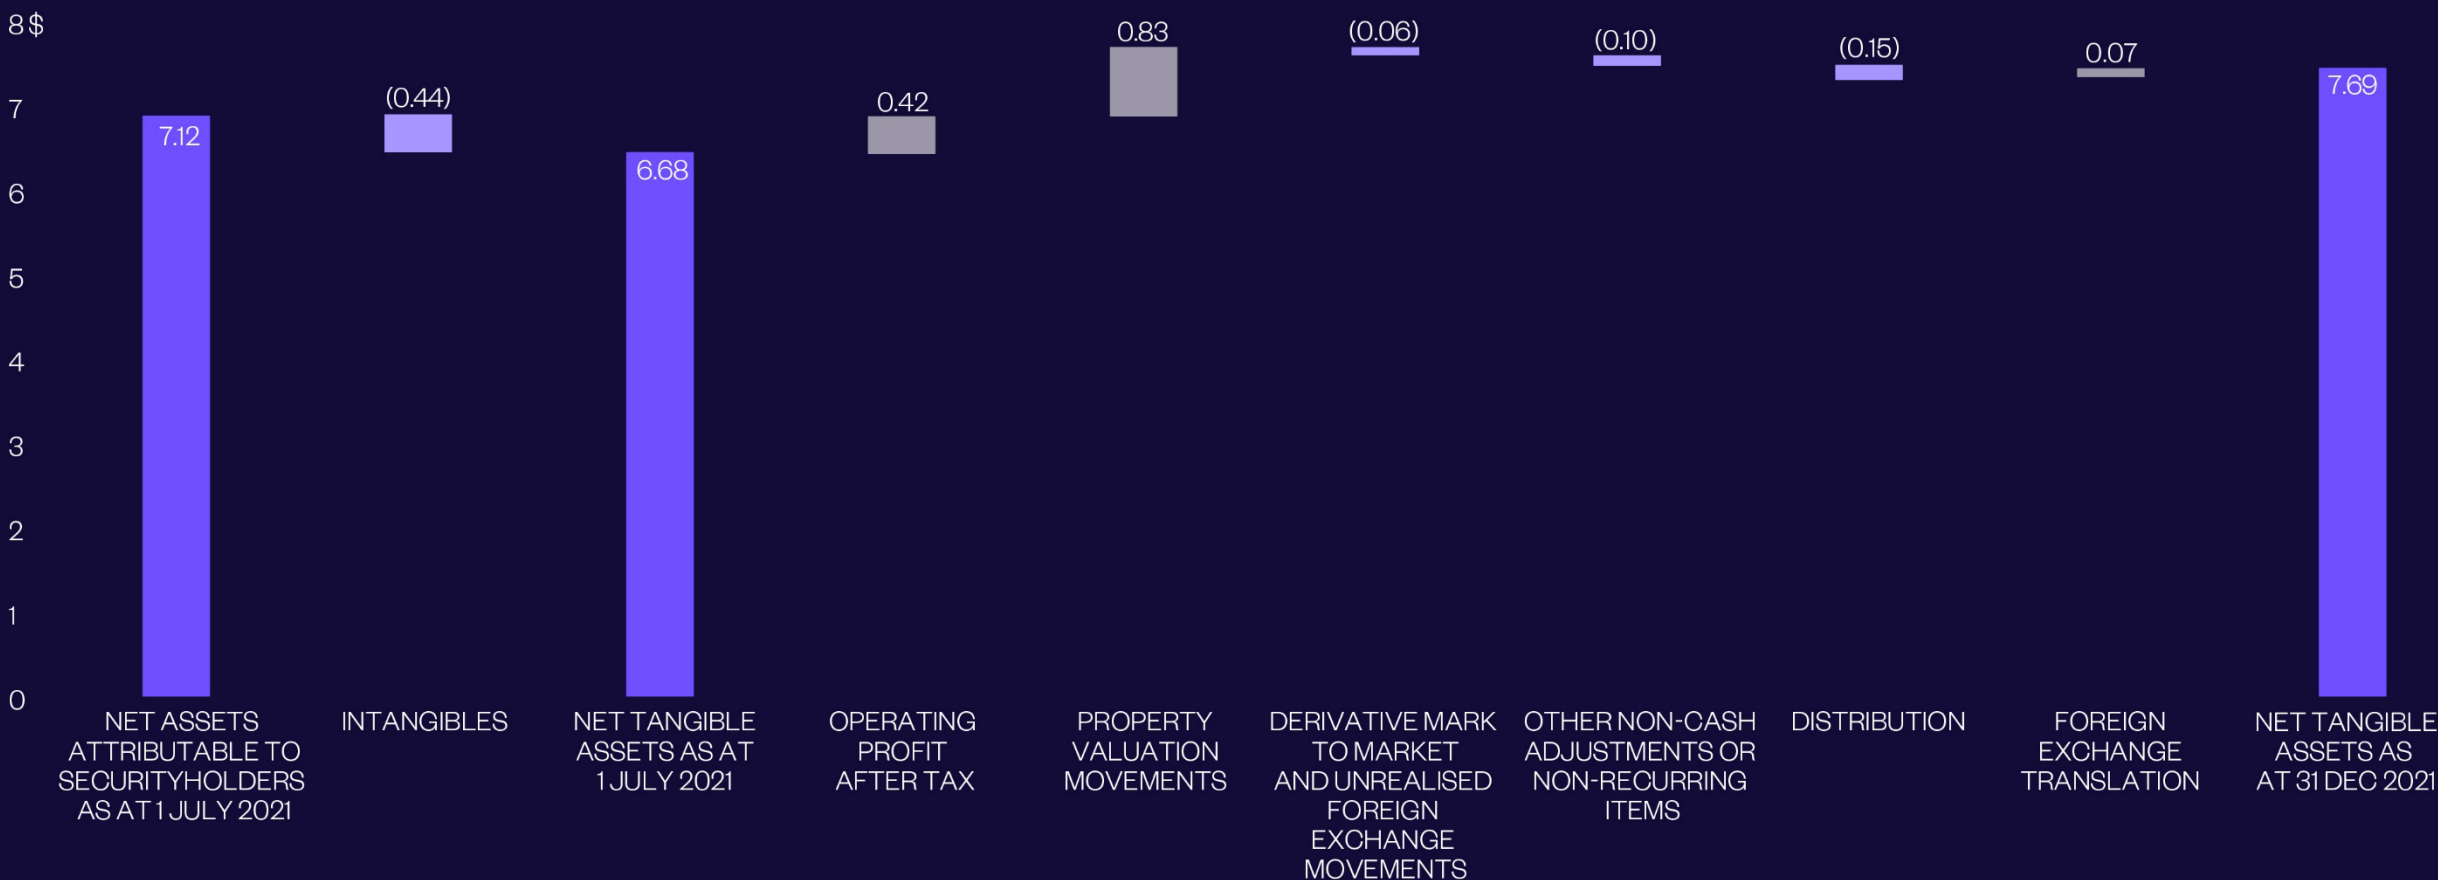 8 $
7
6
5
4
3
2
1
0
7.12
(0.44)
6.68
0.42
0.83
(0.06)
(0.10)
(0.15)
0.07
7.69
NET ASSETS
ATTRIBUTABLE TO
SECURITYHOLDERS
AS AT 1 JULY 2021
INTANGIBLES
NET TANGIBLE
ASSETS AS AT
1 JULY 2021
OPERATING
PROFIT
AFTER TAX
PROPERTY
VALUATION
MOVEMENTS
DERIVATIVE MARK
TO MARKET
AND UNREALISED
FOREIGN
EXCHANGE
MOVEMENTS
OTHER NON-CASH
ADJUSTMENTS OR
NON-RECURRING
ITEMS
DISTRIBUTION
FOREIGN
EXCHANGE
TRANSLATION
NET TANGIBLE
ASSETS AS
AT 31 DEC 2021